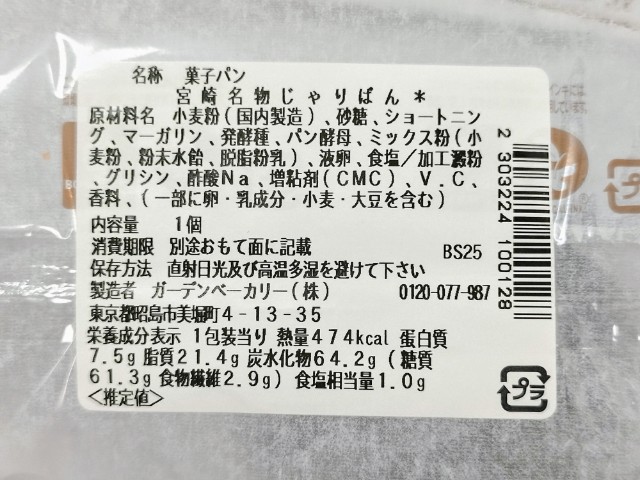 名称 菓子パン
宮崎名物じゃりぱん＊
原材料名 小麦粉(国内製造)、砂糖、ショートニン
グ、マーガリン、発酵種、パン酵母、ミックス粉(小
麦粉、粉末水飴、脱脂粉乳)、液卵、食塩／加工澱粉
、グリシン、酢酸Na、増粘剤(CMC)、V.C、
香料、(一部に卵・乳成分・小麦・大豆を含む)
内容量 1個
消費期限 別途おもて面に記載 BS25
保存方法 直射日光及び高温多湿を避けて下さい
製造者 ガーデンベーカリー(株) 0120-077-987
東京都昭島市美堀町4-13-35
栄養成分表示 1包装当り 熱量474kcal 蛋白質
7.5g 脂質21.4g 炭水化物64.2g (糖質
61.3g 食物繊維2.9g) 食塩相当量1.0g
<推定値>
2 303224 100128
プラ